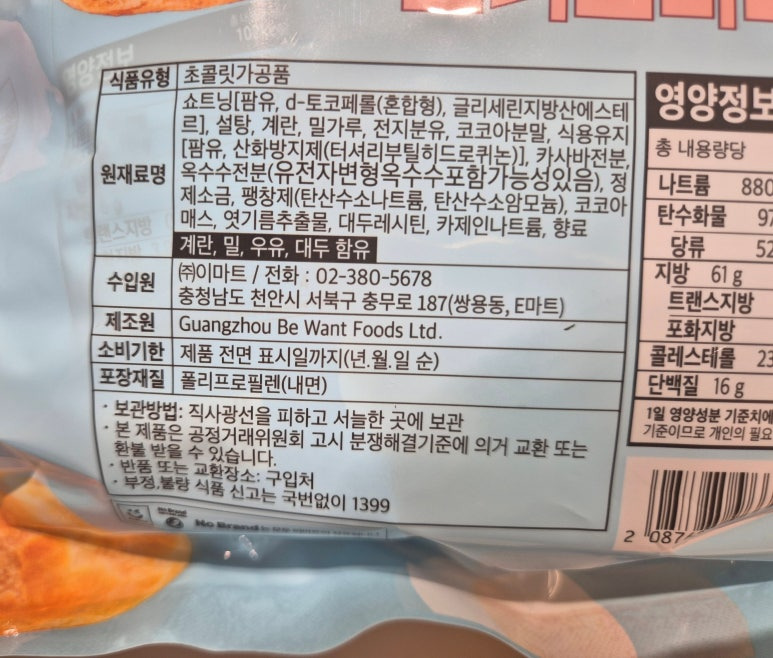 식품유형 초콜릿가공품
원재료명 쇼트닝[팜유, d-토코페롤(혼합형), 글리세린지방산에스테
르], 설탕, 계란, 밀가루, 전지분유, 코코아분말, 식용유지
[팜유, 산화방지제(터셔리부틸히드로퀴논)], 카사바전분,
옥수수전분(유전자변형옥수수포함가능성있음), 정
제소금, 팽창제(탄산수소나트륨, 탄산수소암모늄), 코코아
매스, 엿기름추출물, 대두레시틴, 카제인나트륨, 향료
계란, 밀, 우유, 대두 함유
수입원 ㈜이마트 / 전화 : 02-380-5678
충청남도 천안시 서북구 충무로 187(쌍용동, E마트)
제조원 Guangzhou Be Want Foods Ltd.
소비기한 제품 전면 표시일까지(년.월.일 순)
포장재질 폴리프로필렌(내면)
· 보관방법: 직사광선을 피하고 서늘한 곳에 보관
· 본 제품은 공정거래위원회 고시 분쟁해결기준에 의거 교환 또는
환불 받을 수 있습니다.
· 반품 또는 교환장소: 구입처
· 부정,불량 식품 신고는 국번없이 1399
No Brand
영양정보
총 내용량당
나트륨 880
탄수화물 97
당류 52
지방 61 g
트랜스지방
포화지방
콜레스테롤 23
단백질 16 g
1일 영양성분 기준치에
기준이므로 개인의 필요
2 087